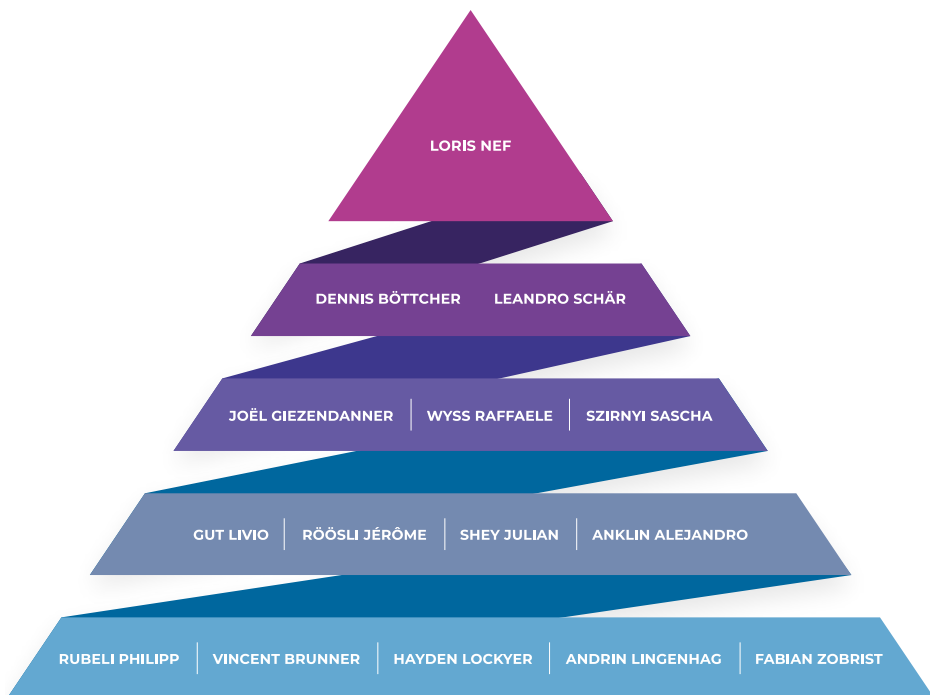 LORIS NEF
DENNIS BÖTTCHER LEANDRO SCHÄR
JOËL GIEZENDANNER WYSS RAFFAELE SZIRNYI SASCHA
GUT LIVIO RÖÖSLI JÉRÔME SHEY JULIAN ANKLIN ALEJANDRO
RUBELI PHILIPP VINCENT BRUNNER HAYDEN LOCKYER ANDRIN LINGENHAG FABIAN ZOBRIST